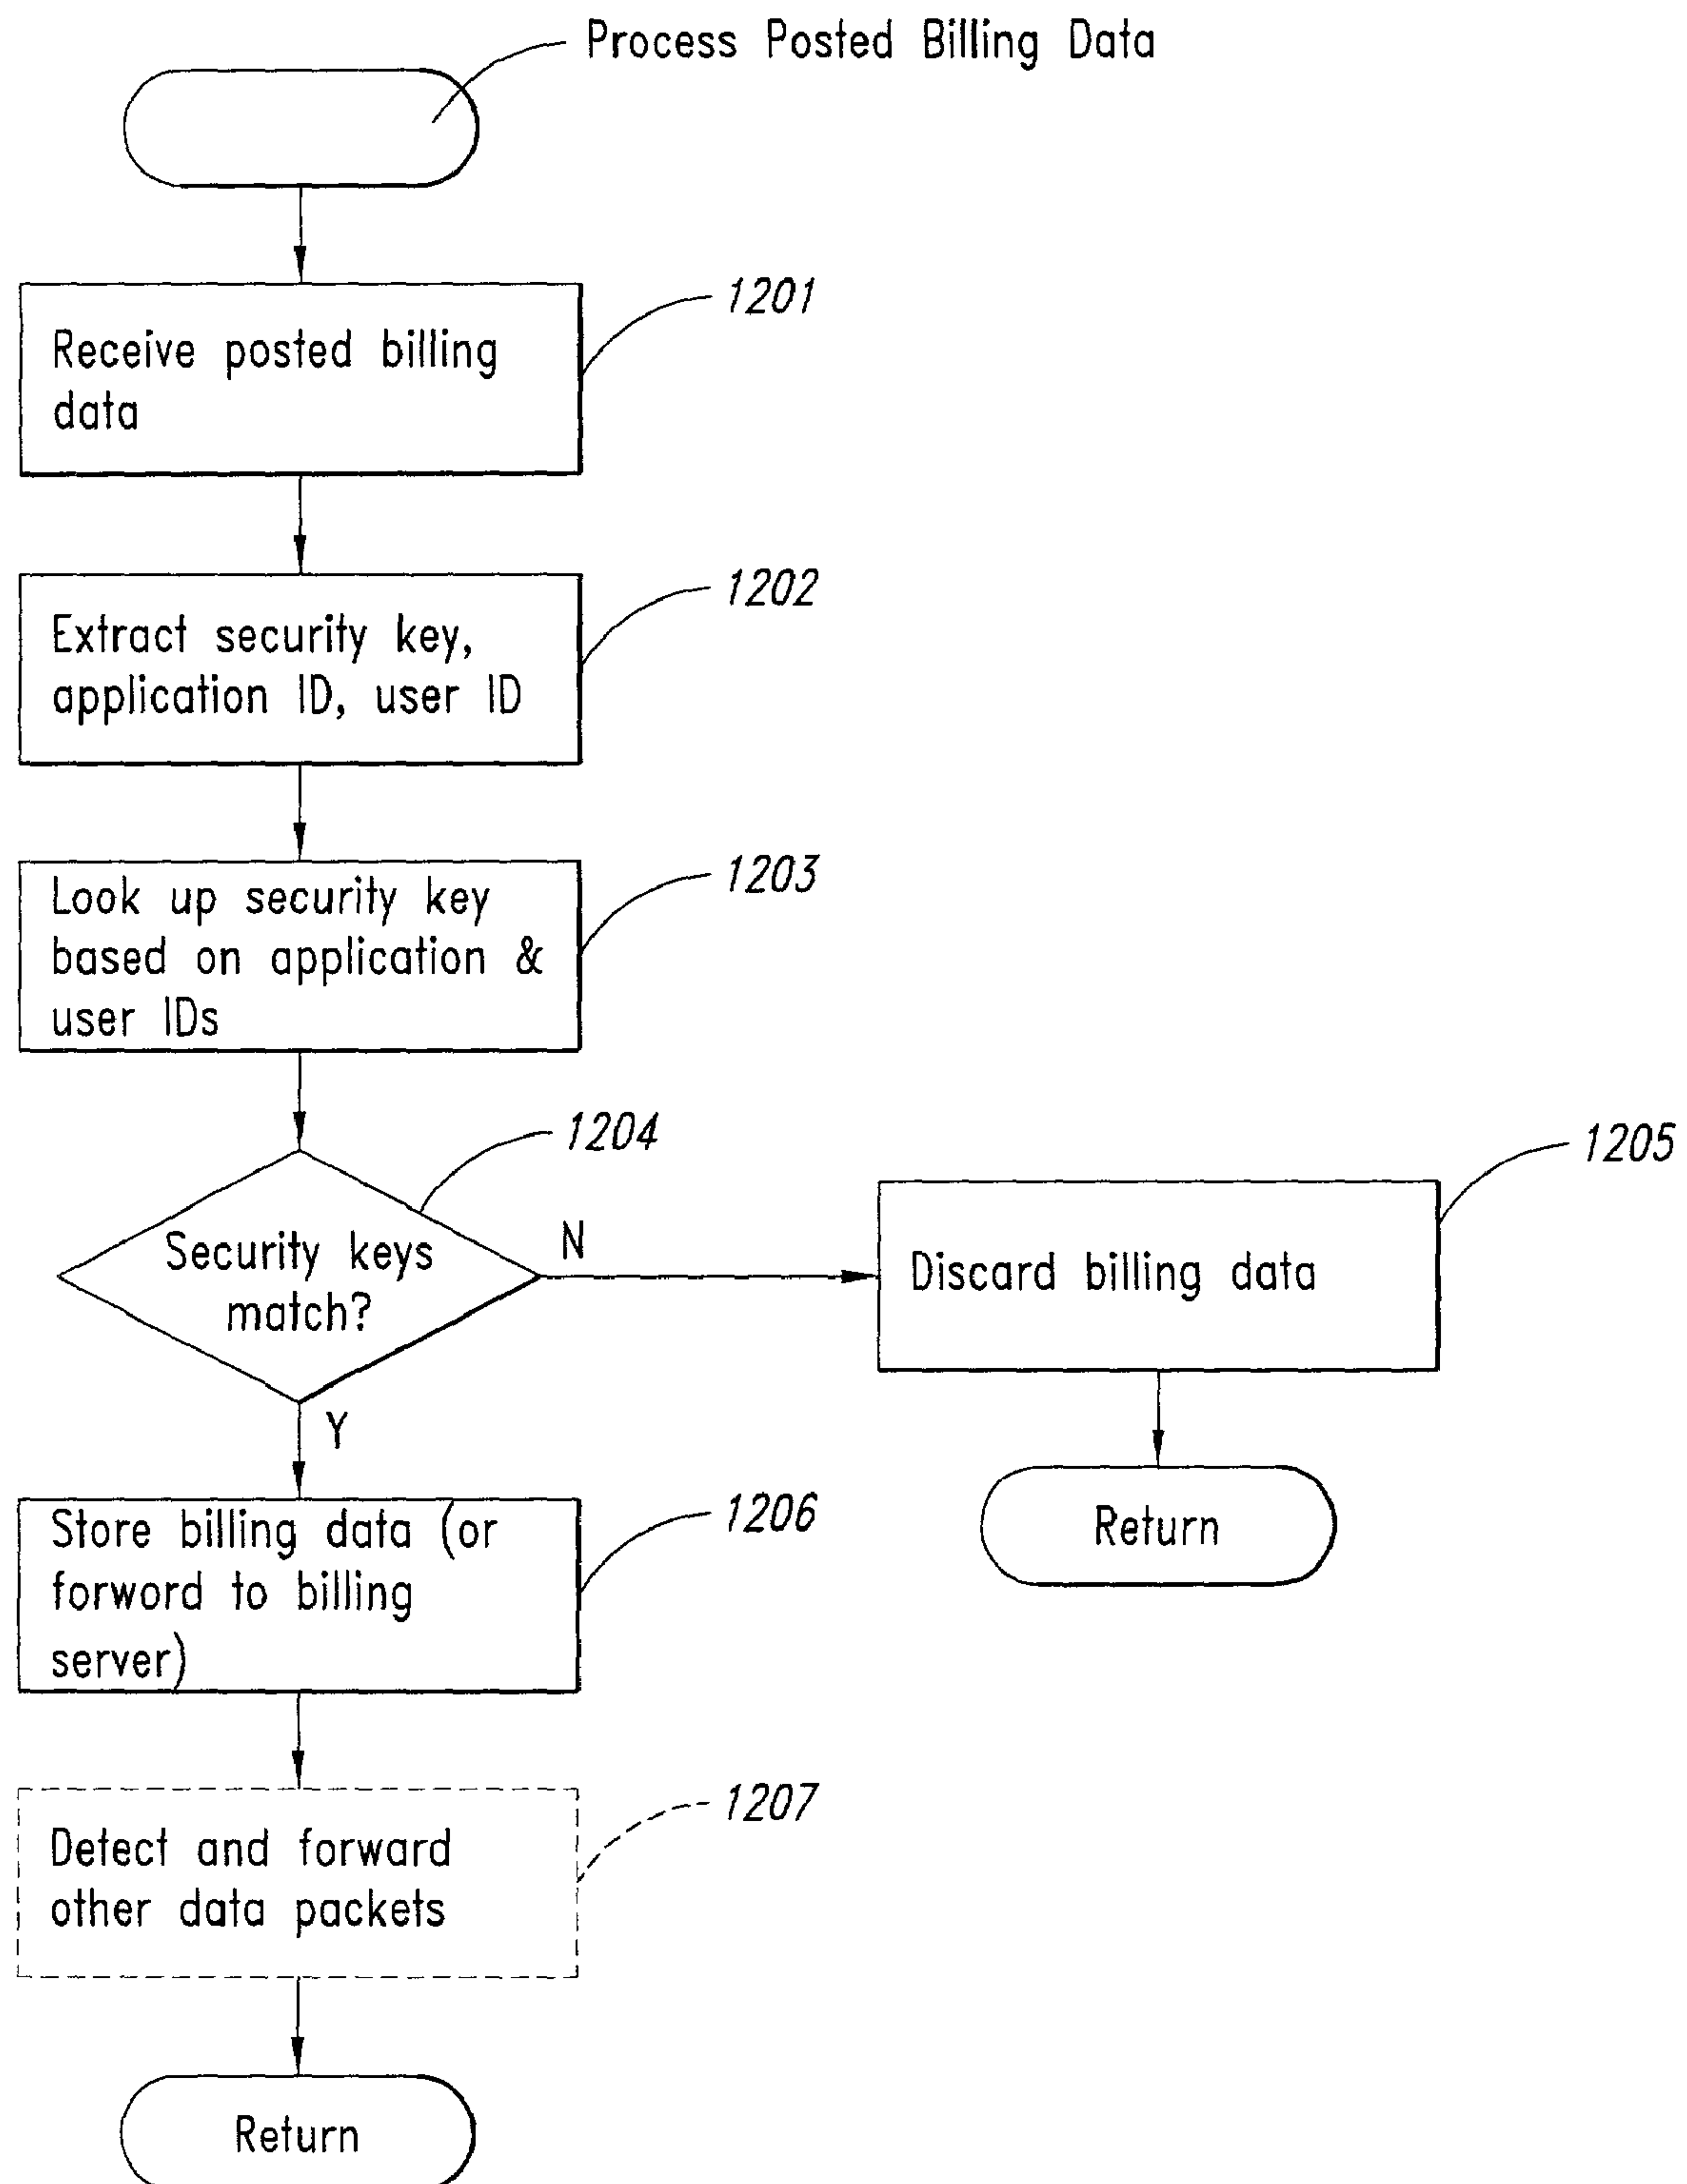 Process Posted Billing Data
1201
Receive posted billing
data
1202
Extract security key,
application ID, user ID
1203
Look up security key
based on application &
user IDs
1204
Security keys
match?
N
1205
Discard billing data
Return
Y
1206
Store billing data (or
forword to billing
server)
1207
Detect and forward
other data packets
Return